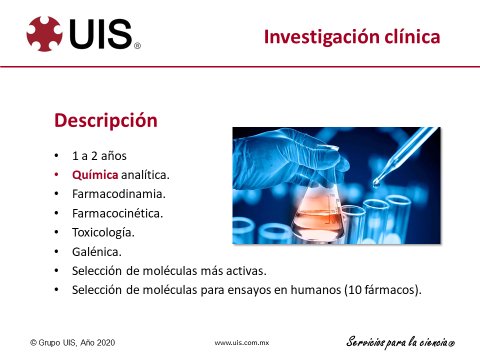 UIS®
Investigación clínica
Descripción
• 1 a 2 años
• Química analítica.
• Farmacodinamia.
• Farmacocinética.
• Toxicología.
• Galénica.
• Selección de moléculas más activas.
• Selección de moléculas para ensayos en humanos (10 fármacos).
© Grupo UIS, Año 2020
www.uis.com.mx
Servicios para la ciencia®